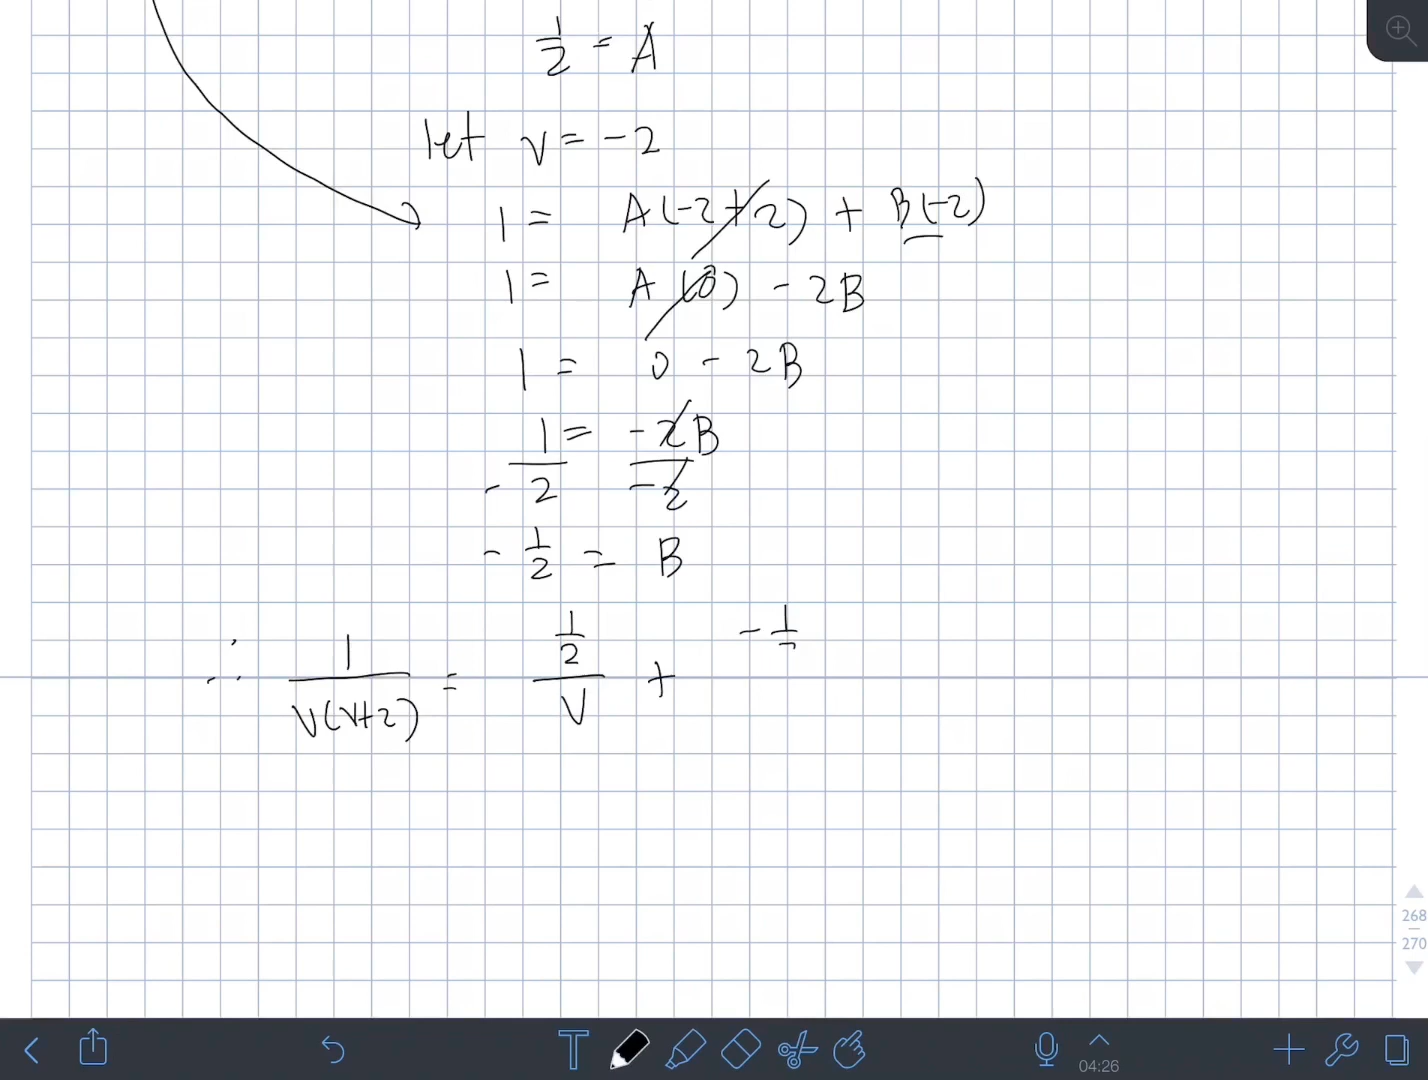 1/2 = A
let v = -2
1 = A(-2+2) + B(-2)
1 = A(0) - 2B
1 = 0 - 2B
1/-2 = -2B/-2
-1/2 = B
∴ 1/v(v+2) = 1/2/v + -1/
268
270
T
04:26